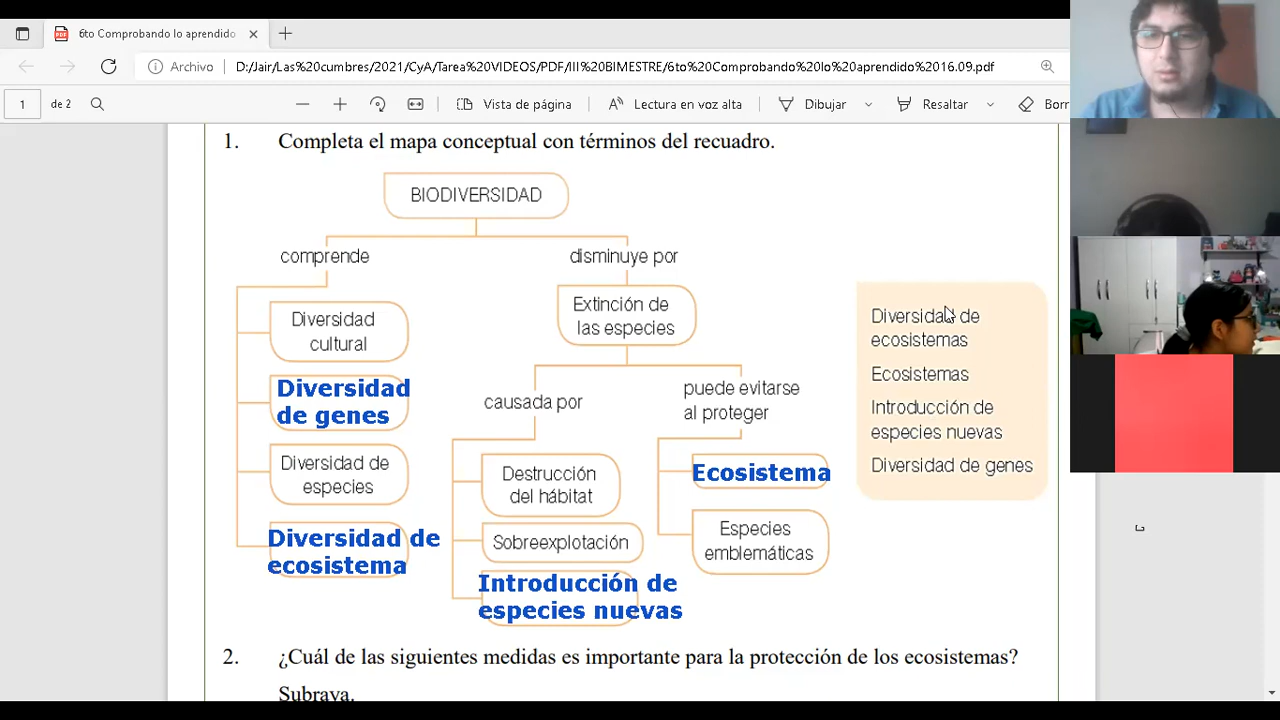 6to Comprobando lo aprendido
Archivo
D:/Jair/Las%20cumbres/2021/CyA/Tarea%20VIDEOS/PDF/III%20BIMESTRE/6to%20Comprobando%20lo%20aprendido%2016.09.pdf
1
de 2
Vista de página
Lectura en voz alta
Dibujar
Resaltar
Borr
1. Completa el mapa conceptual con términos del recuadro.
BIODIVERSIDAD
comprende
disminuye por
Diversidad
cultural
Diversidad
de genes
Diversidad de
especies
Diversidad de
ecosistema
Extinción de
las especies
causada por
Destrucción
del hábitat
Sobreexplotación
Introducción de
especies nuevas
puede evitarse
al proteger
Ecosistema
Especies
emblemáticas
Diversidad de
ecosistemas
Ecosistemas
Introducción de
especies nuevas
Diversidad de genes
2. ¿Cuál de las siguientes medidas es importante para la protección de los ecosistemas?
Subraya.